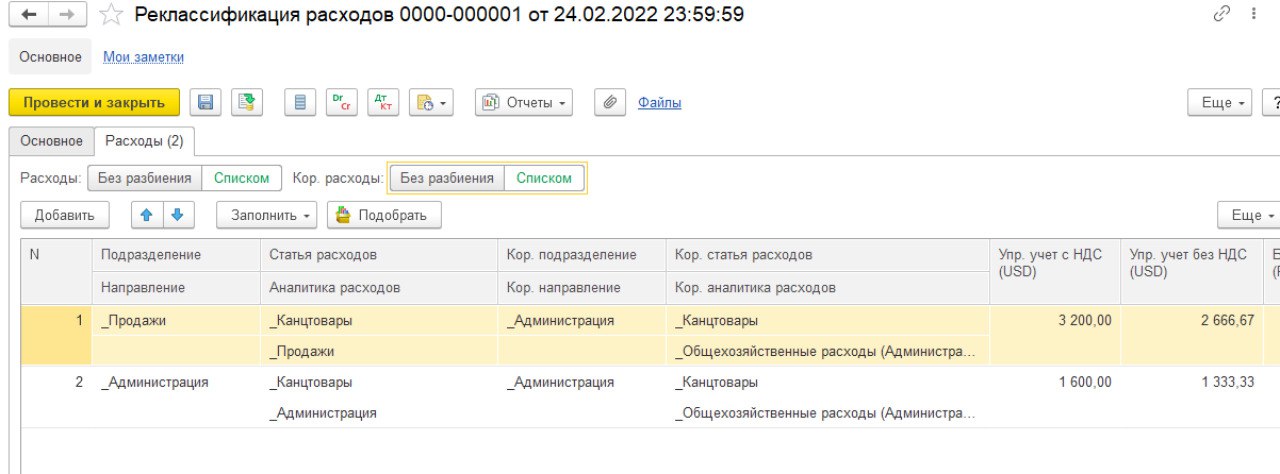 Реклассификация расходов 0000-000001 от 24.02.2022 23:59:59
Основное Мои заметки
Провести и закрыть Dr Cr Дт Кт Отчеты Файлы Еще ?
Основное Расходы (2)
Расходы: Без разбиения Списком Кор. расходы: Без разбиения Списком
Добавить Заполнить Подобрать Еще
N Подразделение Статья расходов Кор. подразделение Кор. статья расходов Упр. учет с НДС (USD) Упр. учет без НДС (USD)
Направление Аналитика расходов Кор. направление Кор. аналитика расходов
1 _Продажи _Канцтовары _Администрация _Канцтовары 3 200,00 2 666,67
_Продажи _Общехозяйственные расходы (Администра...
2 _Администрация _Канцтовары _Администрация _Канцтовары 1 600,00 1 333,33
_Администрация _Общехозяйственные расходы (Администра...